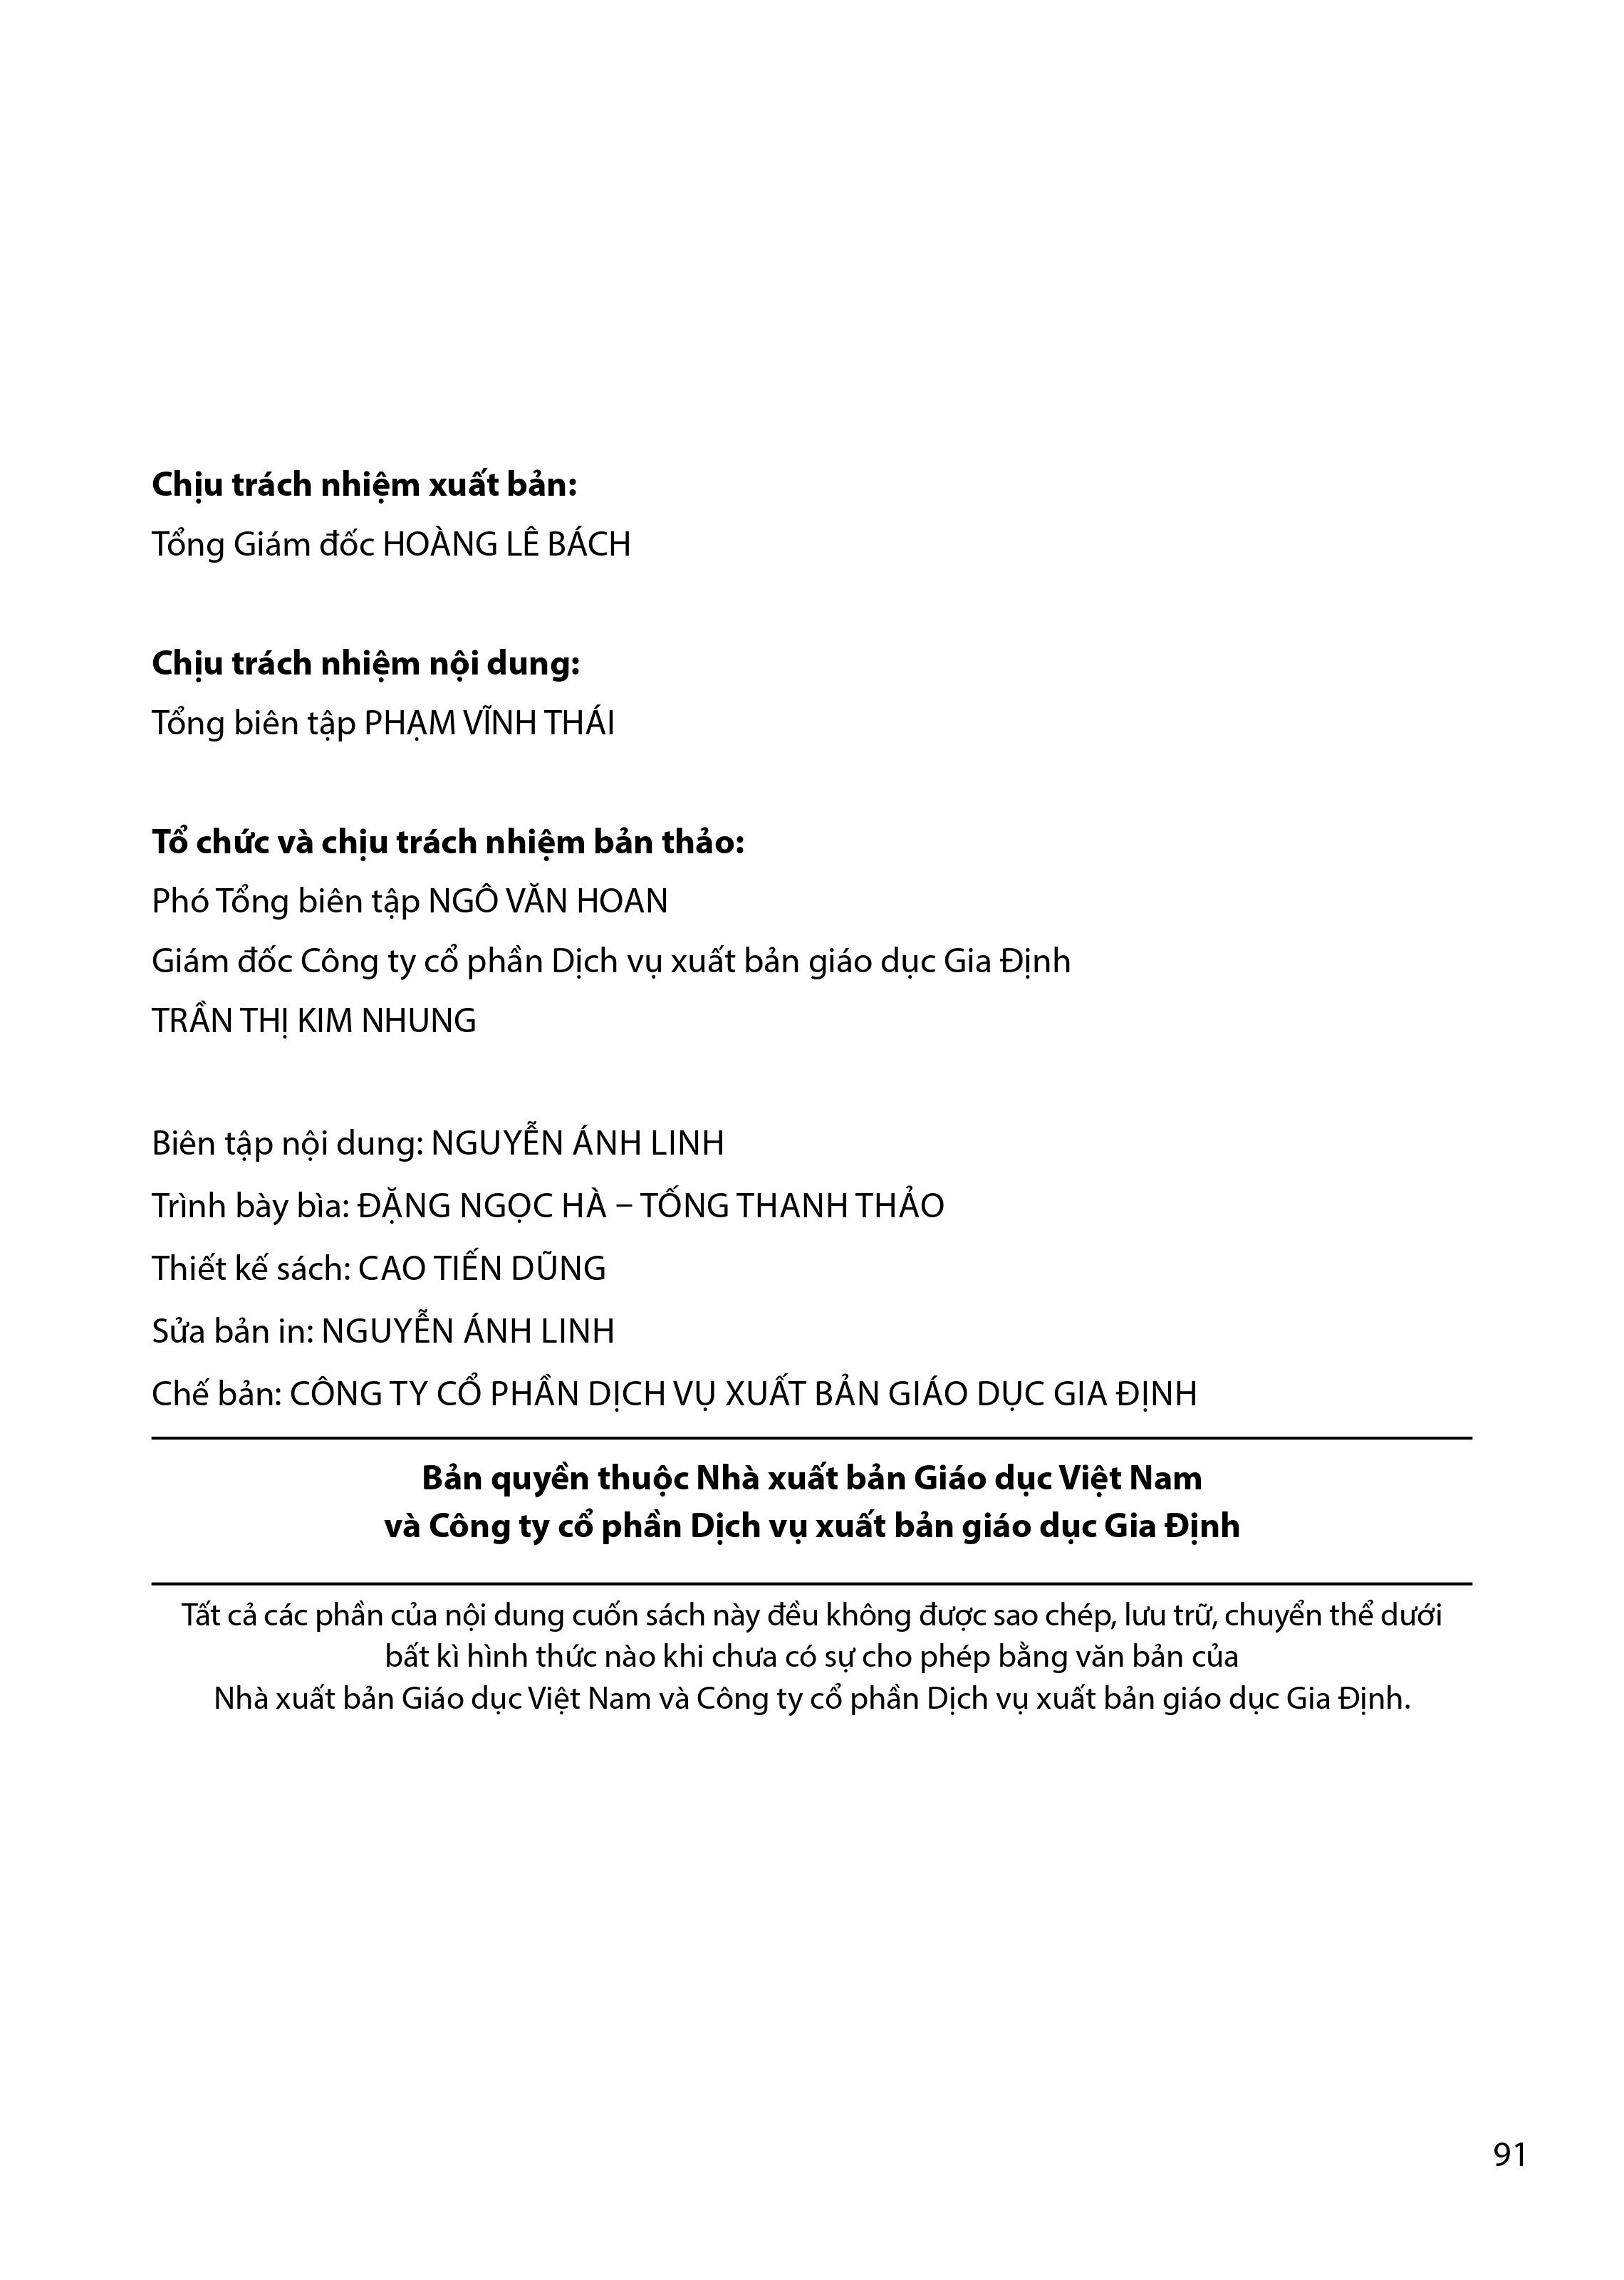 Chịu trách nhiệm xuất bản:
Tổng Giám đốc HOÀNG LÊ BÁCH
Chịu trách nhiệm nội dung:
Tổng biên tập PHẠM VĨNH THÁI
Tổ chức và chịu trách nhiệm bản thảo:
Phó Tổng biên tập NGÔ VĂN HOAN
Giám đốc Công ty cổ phần Dịch vụ xuất bản giáo dục Gia Định
TRẦN THỊ KIM NHUNG
Biên tập nội dung: NGUYỄN ÁNH LINH
Trình bày bìa: ĐẶNG NGỌC HÀ – TỐNG THANH THẢO
Thiết kế sách: CAO TIẾN DŨNG
Sửa bản in: NGUYỄN ÁNH LINH
Chế bản: CÔNG TY CỔ PHẦN DỊCH VỤ XUẤT BẢN GIÁO DỤC GIA ĐỊNH
Bản quyền thuộc Nhà xuất bản Giáo dục Việt Nam
và Công ty cổ phần Dịch vụ xuất bản giáo dục Gia Định
Tất cả các phần của nội dung cuốn sách này đều không được sao chép, lưu trữ, chuyển thể dưới
bất kì hình thức nào khi chưa có sự cho phép bằng văn bản của
Nhà xuất bản Giáo dục Việt Nam và Công ty cổ phần Dịch vụ xuất bản giáo dục Gia Định.
91